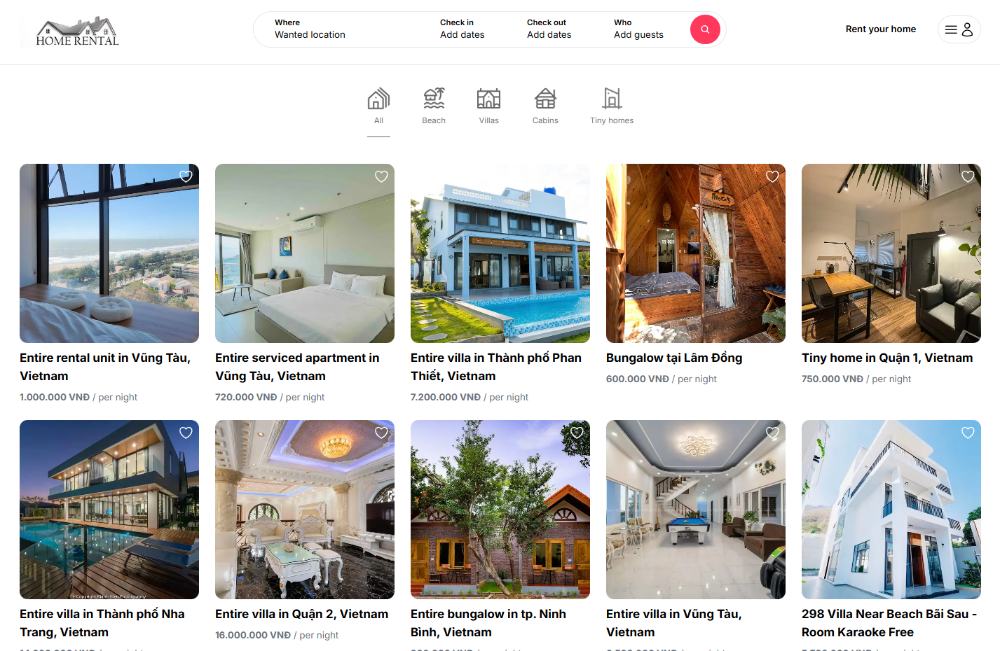 HOME RENTAL
Where
Wanted location
Check in
Add dates
Check out
Add dates
Who
Add guests
Rent your home
All
Beach
Villas
Cabins
Tiny homes
Entire rental unit in Vũng Tàu,
Vietnam
1.000.000 VNĐ / per night
Entire serviced apartment in
Vũng Tàu, Vietnam
720.000 VNĐ / per night
Entire villa in Thành phố Phan
Thiết, Vietnam
7.200.000 VNĐ / per night
Bungalow tại Lâm Đồng
600.000 VNĐ / per night
Tiny home in Quận 1, Vietnam
750.000 VNĐ / per night
© Copyright Manh Hien Photography
Entire villa in Thành phố Nha
Trang, Vietnam
Entire villa in Quận 2, Vietnam
16.000.000 VNĐ / per night
Entire bungalow in tp. Ninh
Bình, Vietnam
Entire villa in Vũng Tàu,
Vietnam
298 Villa Near Beach Bãi Sau -
Room Karaoke Free